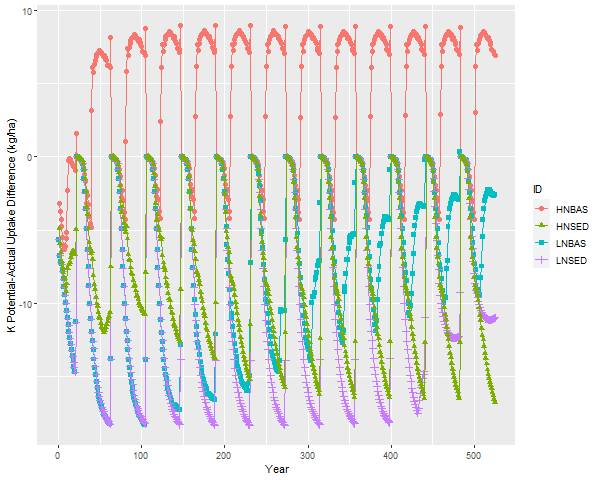 K Potential-Actual Uptake Difference (kg/ha)
10
0
-10
0
100
200
300
400
500
Year
ID
HNBAS
HNSED
LNBAS
LNSED